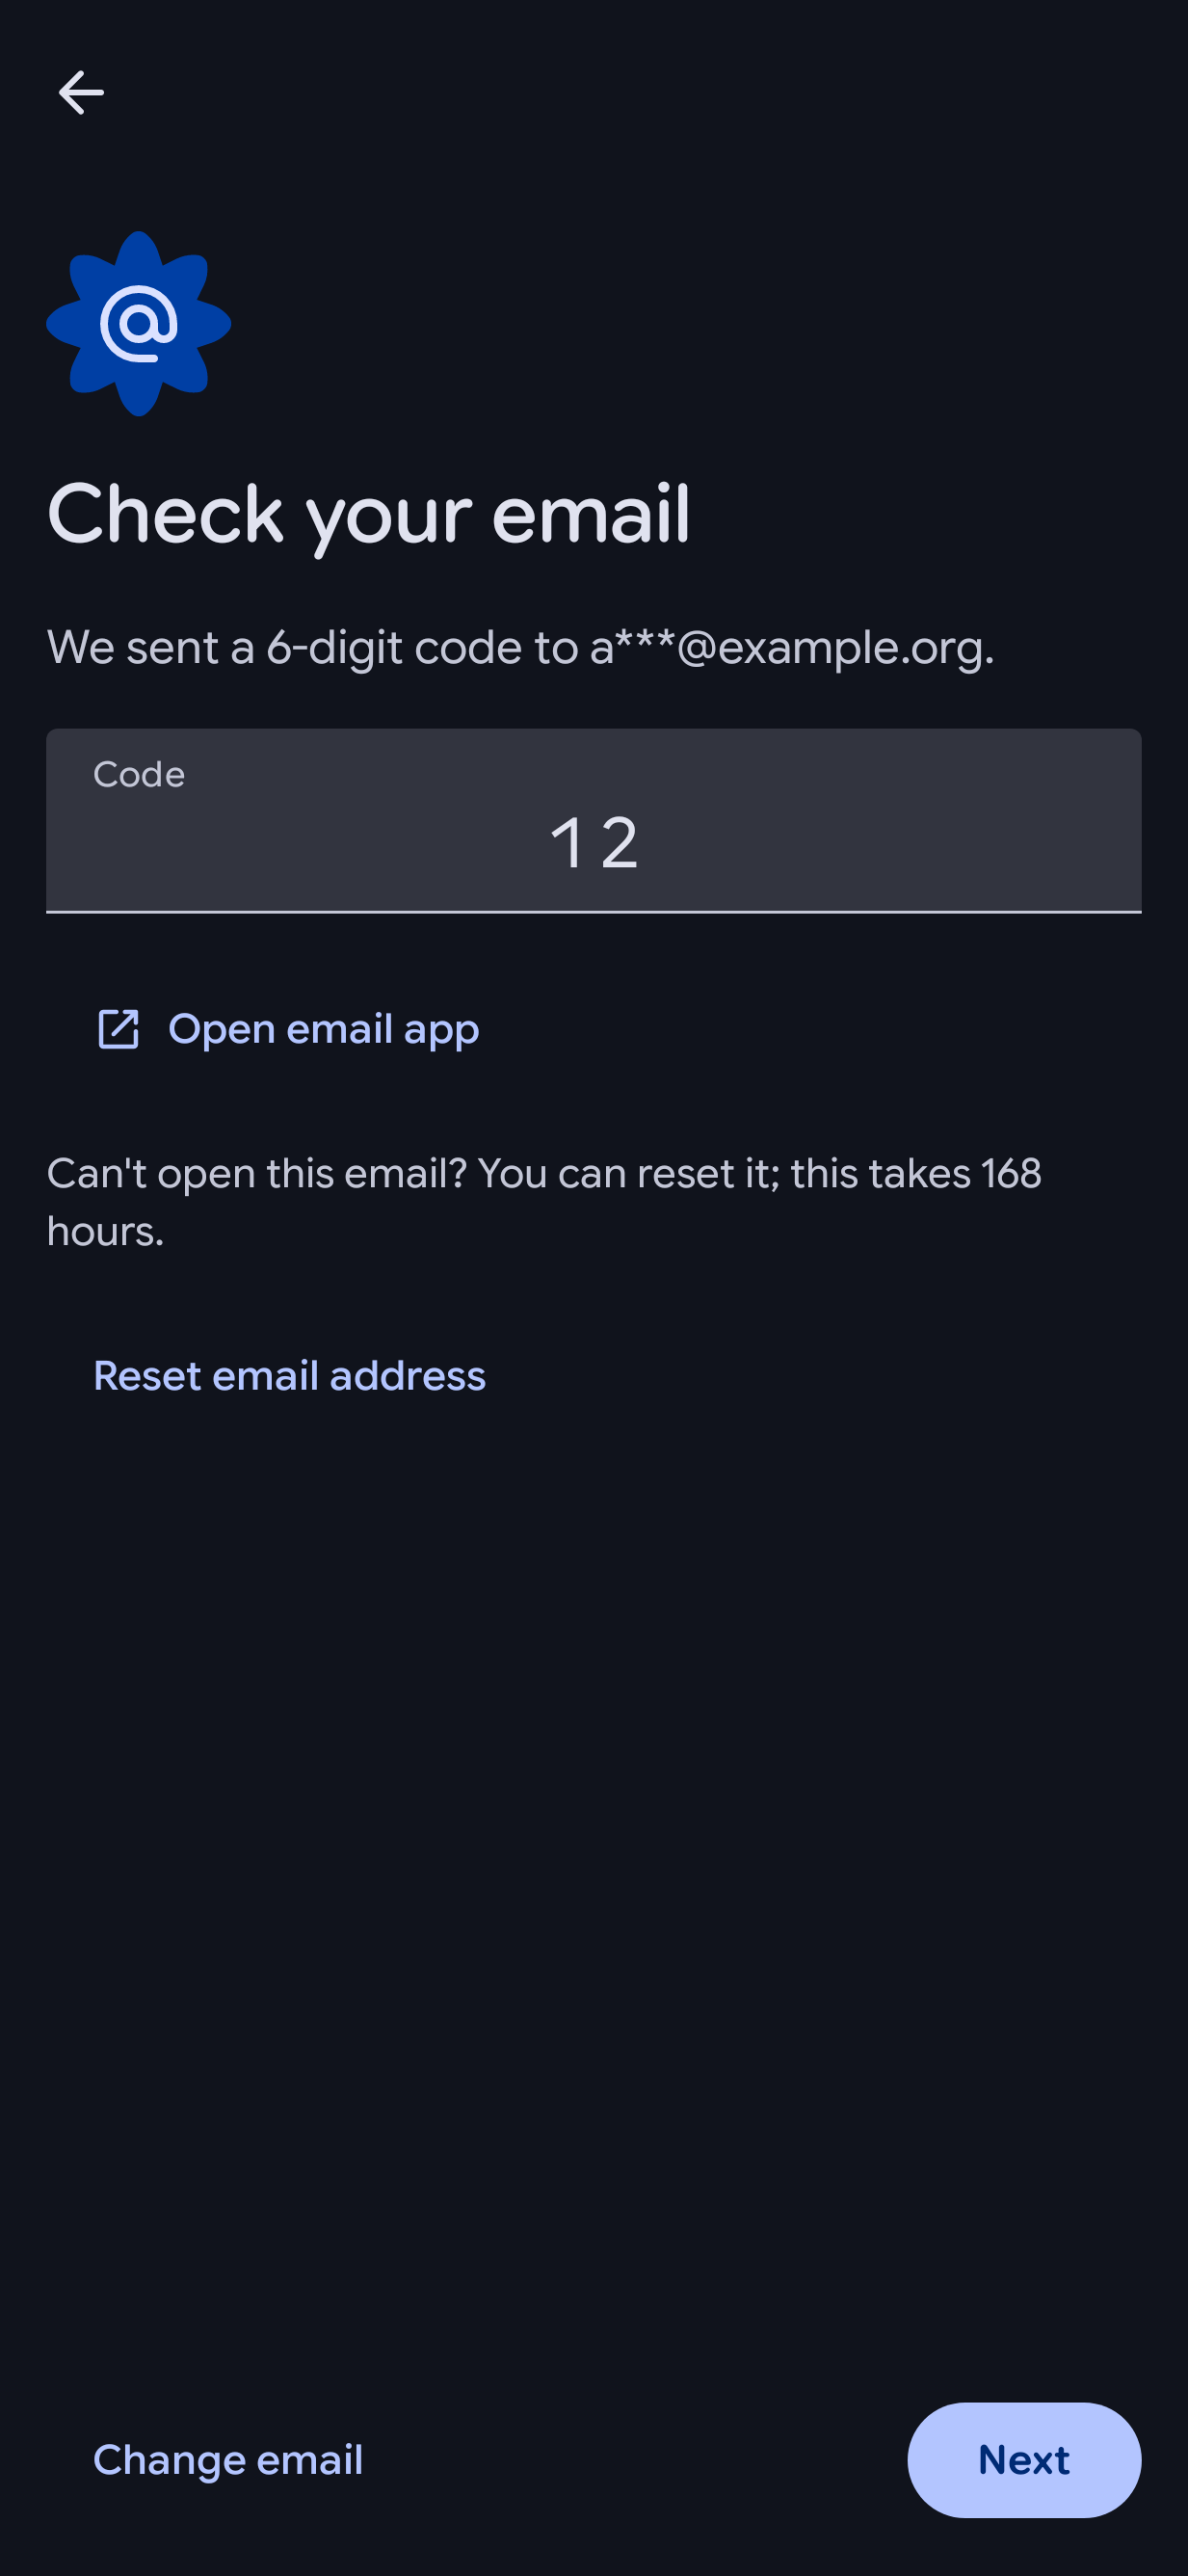 @
Check your email
We sent a 6-digit code to a***@example.org.
Code
12
Open email app
Can't open this email? You can reset it; this takes 168
hours.
Reset email address
Change email
Next